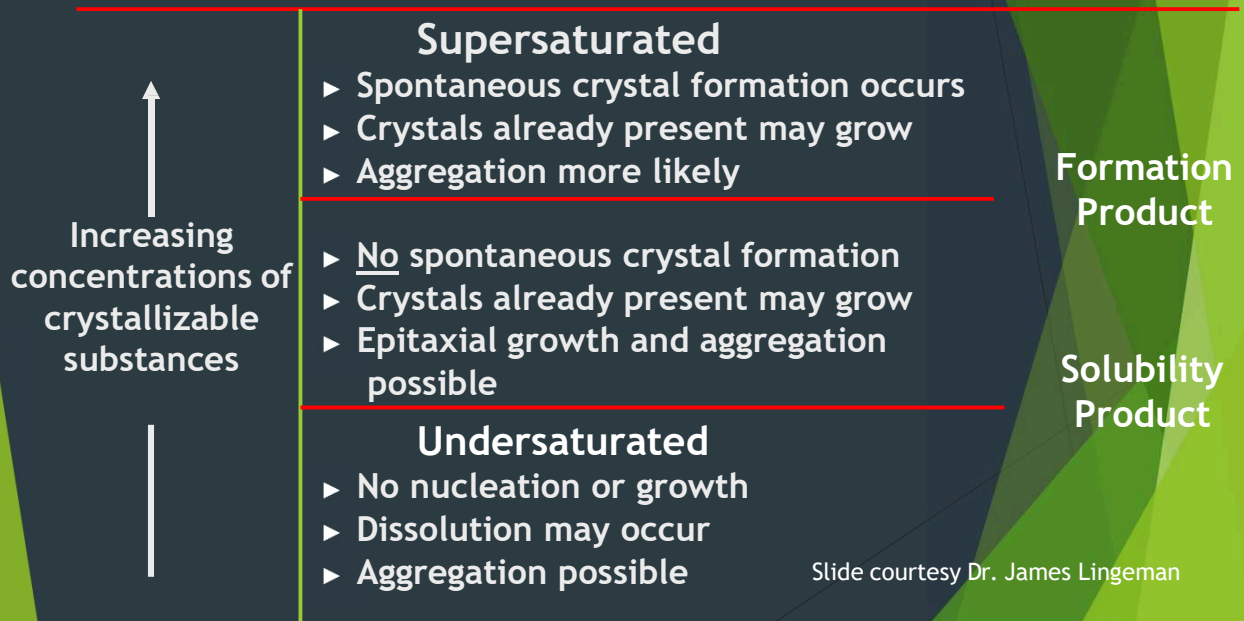 Supersaturated
► Spontaneous crystal formation occurs
► Crystals already present may grow
► Aggregation more likely
Formation
Product
Increasing
concentrations of
crystallizable
substances
► No spontaneous crystal formation
► Crystals already present may grow
► Epitaxial growth and aggregation
possible
Solubility
Product
Undersaturated
► No nucleation or growth
► Dissolution may occur
► Aggregation possible
Slide courtesy Dr. James Lingeman